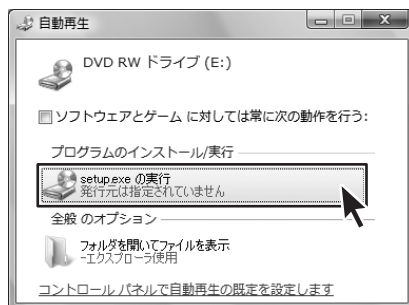 自動再生
DVD RW ドライブ (E:)
ソフトウェアとゲーム に対しては常に次の動作を行う:
プログラムのインストール/実行
setup.exe の実行
発行元は指定されていません
全般 のオプション
フォルダを開いてファイルを表示
-エクスプローラ使用
コントロール パネルで自動再生の既定を設定します